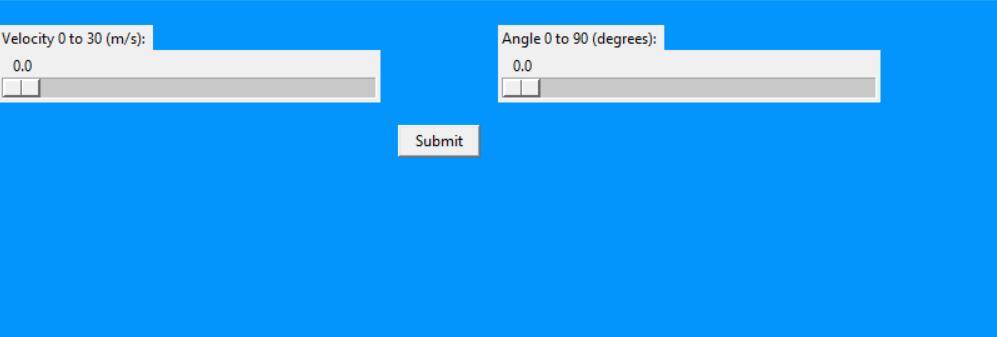 Velocity 0 to 30 (m/s):
0.0
Angle 0 to 90 (degrees):
0.0
Submit